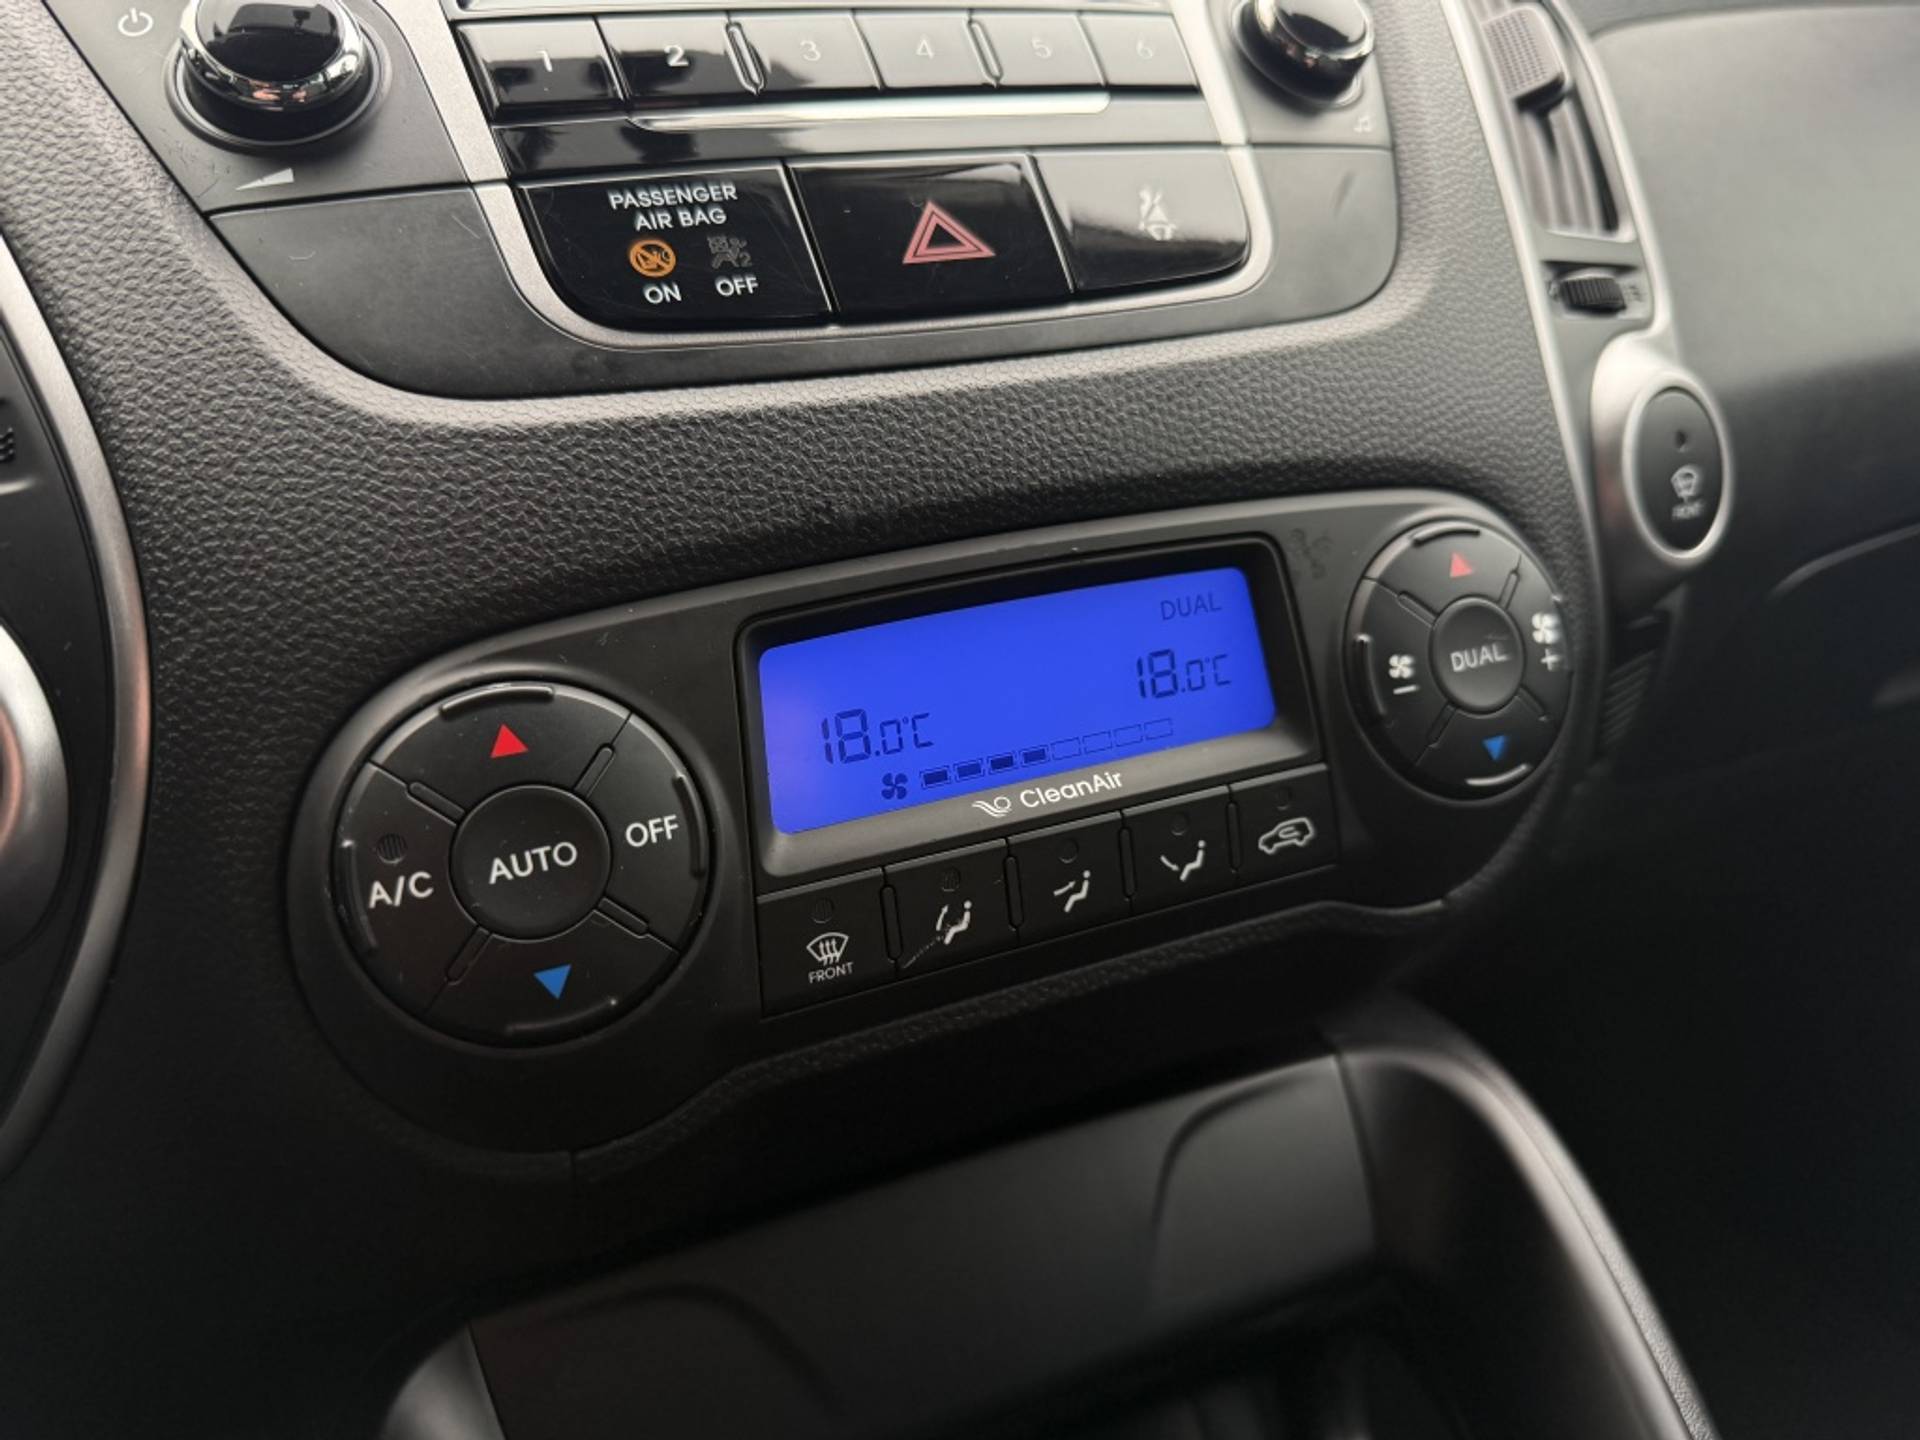 1 2 3 4 5 6
PASSENGER
AIR BAG
ON OFF
FRONT
DUAL
18.0°C 18.0°C
CleanAir
A/C AUTO OFF
DUAL
FRONT